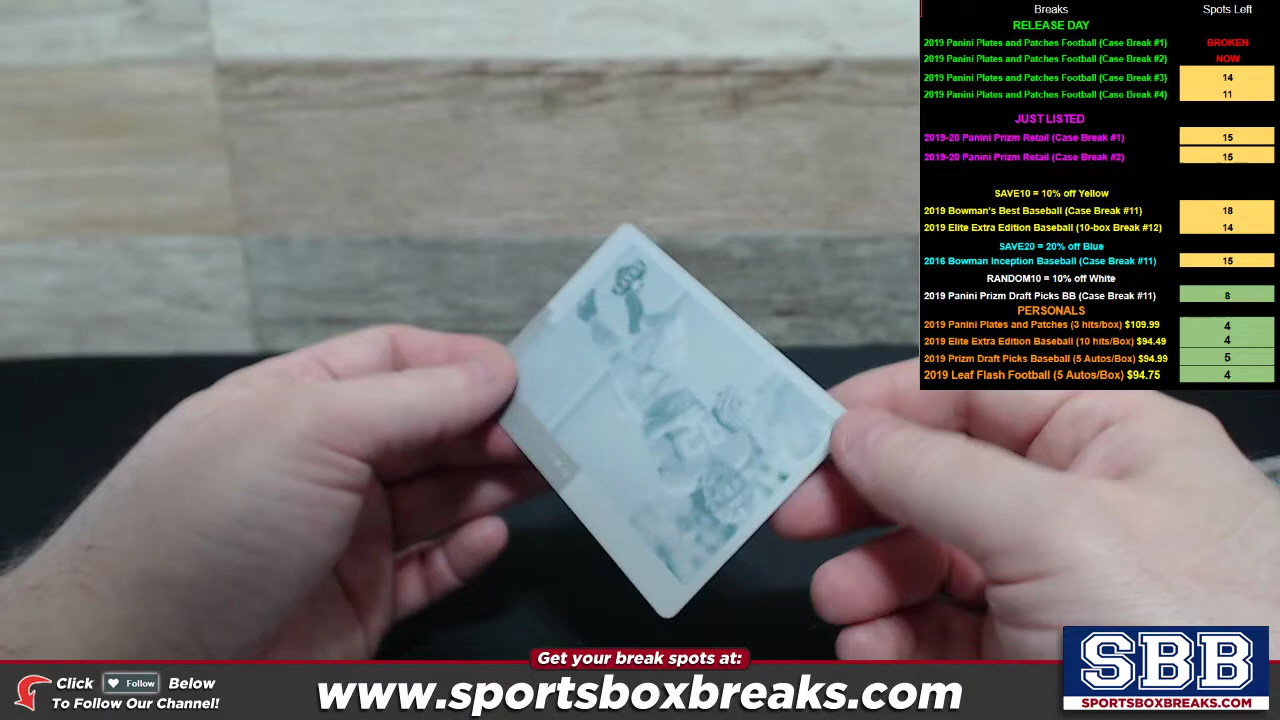 Breaks Spots Left
RELEASE DAY
2019 Panini Plates and Patches Football (Case Break #1) BROKEN
2019 Panini Plates and Patches Football (Case Break #2) NOW
2019 Panini Plates and Patches Football (Case Break #3) 14
2019 Panini Plates and Patches Football (Case Break #4) 11
JUST LISTED
2019-20 Panini Prizm Retail (Case Break #1) 15
2019-20 Panini Prizm Retail (Case Break #2) 15
SAVE10 = 10% off Yellow
2019 Bowman's Best Baseball (Case Break #11) 18
2019 Elite Extra Edition Baseball (10-box Break #12) 14
SAVE20 = 20% off Blue
2016 Bowman Inception Baseball (Case Break #11) 15
RANDOM10 = 10% off White
2019 Panini Prizm Draft Picks BB (Case Break #11) 8
PERSONALS
2019 Panini Plates and Patches (3 hits/box) $109.99 4
2019 Elite Extra Edition Baseball (10 hits/Box) $94.49 4
2019 Prizm Draft Picks Baseball (5 Autos/Box) $94.99 5
2019 Leaf Flash Football (5 Autos/Box) $94.75 4
Get your break spots at:
www.sportsboxbreaks.com
Click Follow Below
To Follow Our Channel!
SBB
SPORTSBOXBREAKS.COM